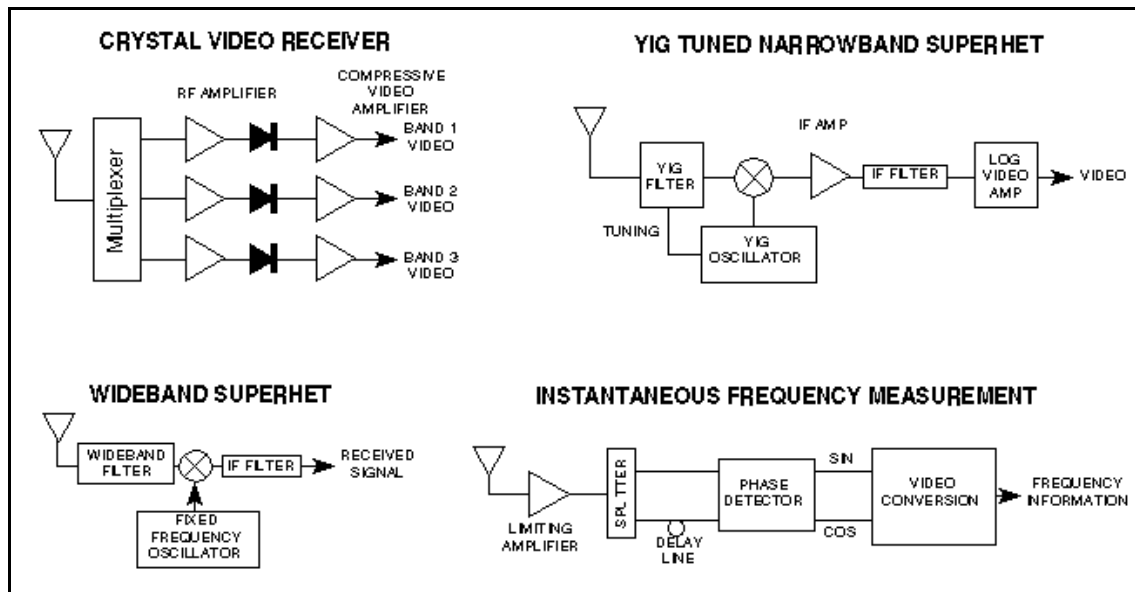 CRYSTAL VIDEO RECEIVER
RF AMPLIFIER
COMPRESSIVE
VIDEO
AMPLIFIER
Multiplexer
BAND 1
VIDEO
BAND 2
VIDEO
BAND 3
VIDEO
YIG TUNED NARROWBAND SUPERHET
YIG
FILTER
TUNING
YIG
OSCILLATOR
IF AMP
IF FILTER
LOG
VIDEO
AMP
VIDEO
WIDEBAND SUPERHET
WIDEBAND
FILTER
IF FILTER
RECEIVED
SIGNAL
FIXED
FREQUENCY
OSCILLATOR
INSTANTANEOUS FREQUENCY MEASUREMENT
LIMITING
AMPLIFIER
SPLITTER
DELAY
LINE
PHASE
DETECTOR
SIN
COS
VIDEO
CONVERSION
FREQUENCY
INFORMATION